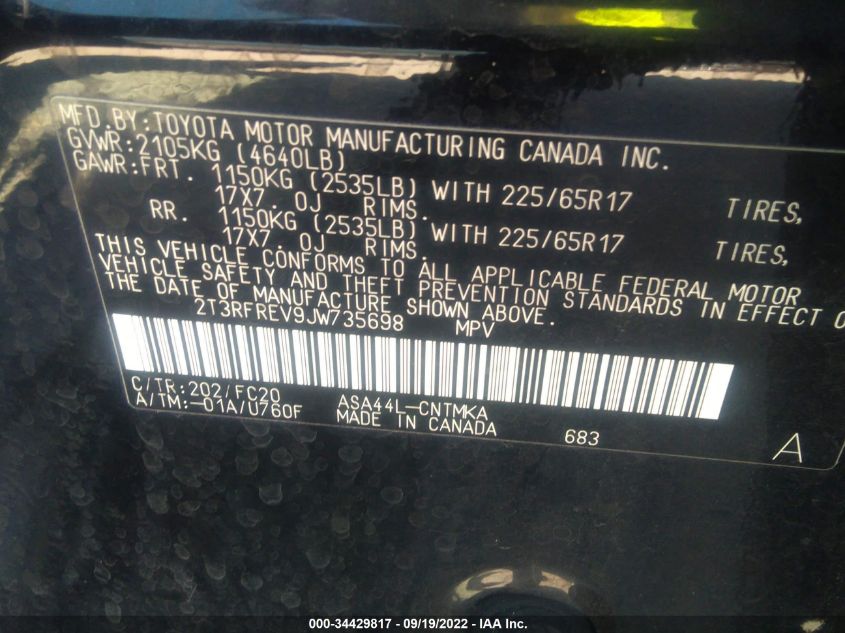 MFD.BY:TOYOTA MOTOR MANUFACTURING CANADA INC.
GVWR:2105KG (4640LB)
GAWR:FRT. 1150KG (2535LB) WITH 225/65R17 TIRES,
17X7. 0J RIMS.
RR. 1150KG (2535LB) WITH 225/65R17 TIRES,
17X7. 0J RIMS.
THIS VEHICLE CONFORMS TO ALL APPLICABLE FEDERAL MOTOR
VEHICLE SAFETY AND THEFT PREVENTION STANDARDS IN EFFECT O
THE DATE OF MANUFACTURE SHOWN ABOVE.
2T3RFREV9JW735698 MPV
C/TR:202/FC20 ASA44L-CNTMKA
A/TM:-01A/U760F MADE IN CANADA 683 A
000-34429817 - 09/19/2022 - IAA Inc.